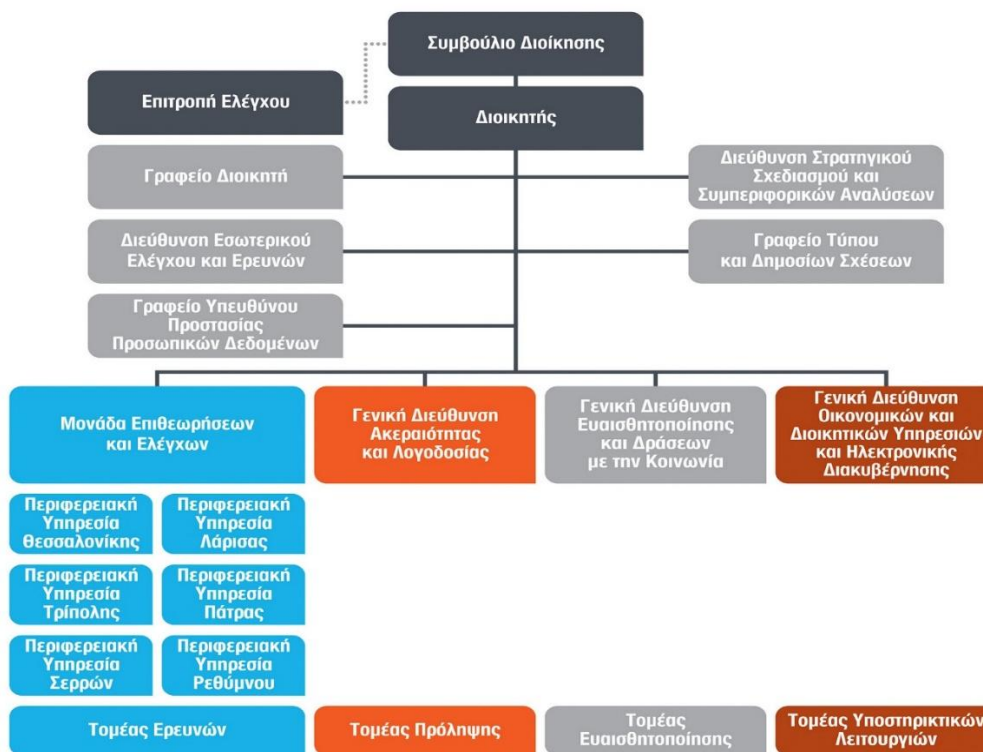 Συμβούλιο Διοίκησης
Επιτροπή Ελέγχου
Διοικητής
Γραφείο Διοικητή
Διεύθυνση Στρατηγικού
Σχεδιασμού και
Συμπεριφορικών Αναλύσεων
Διεύθυνση Εσωτερικού
Ελέγχου και Ερευνών
Γραφείο Τύπου
και Δημοσίων Σχέσεων
Γραφείο Υπευθύνου
Προστασίας
Προσωπικών Δεδομένων
Μονάδα Επιθεωρήσεων
και Ελέγχων
Γενική Διεύθυνση
Ακεραιότητας
και Λογοδοσίας
Γενική Διεύθυνση
Ευαισθητοποίησης
και Δράσεων
με την Κοινωνία
Γενική Διεύθυνση
Οικονομικών και
Διοικητικών Υπηρεσιών
και Ηλεκτρονικής
Διακυβέρνησης
Περιφερειακή
Υπηρεσία
Θεσσαλονίκης
Περιφερειακή
Υπηρεσία
Λάρισας
Περιφερειακή
Υπηρεσία
Τρίπολης
Περιφερειακή
Υπηρεσία
Πάτρας
Περιφερειακή
Υπηρεσία
Σερρών
Περιφερειακή
Υπηρεσία
Ρεθύμνου
Τομέας Ερευνών
Τομέας Πρόληψης
Τομέας
Ευαισθητοποίησης
Τομέας Υποστηρικτικών
Λειτουργιών